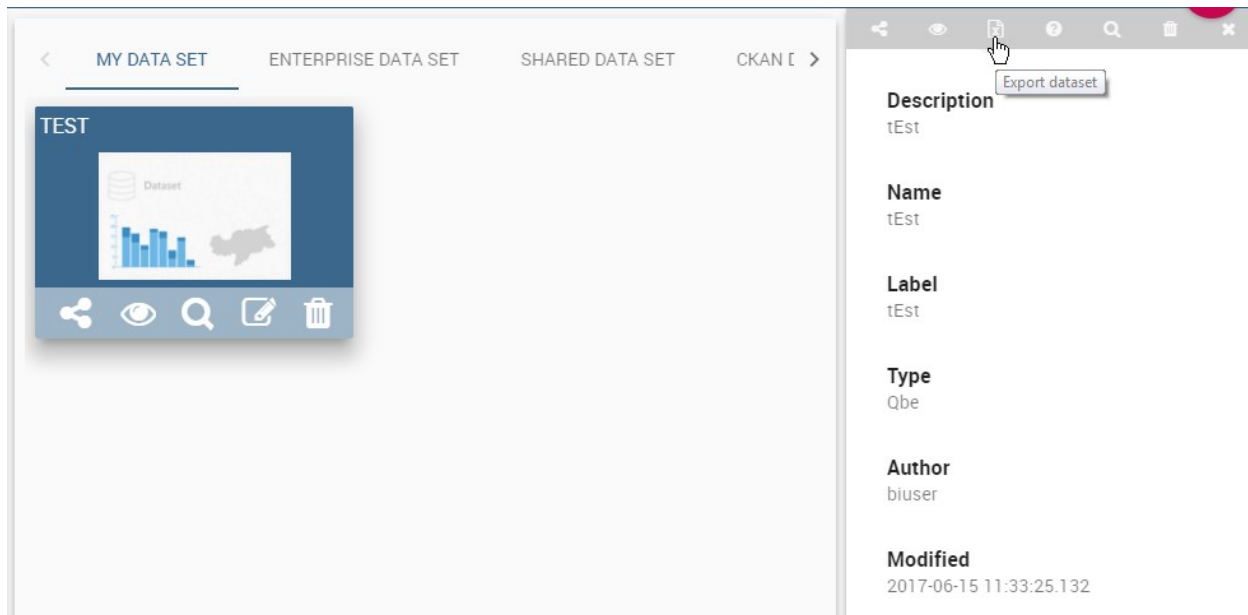 MY DATA SET
ENTERPRISE DATA SET
SHARED DATA SET
CKAN
TEST
Dataset
Export dataset
Description
tEst
Name
tEst
Label
tEst
Type
Qbe
Author
biuser
Modified
2017-06-15 11:33:25.132